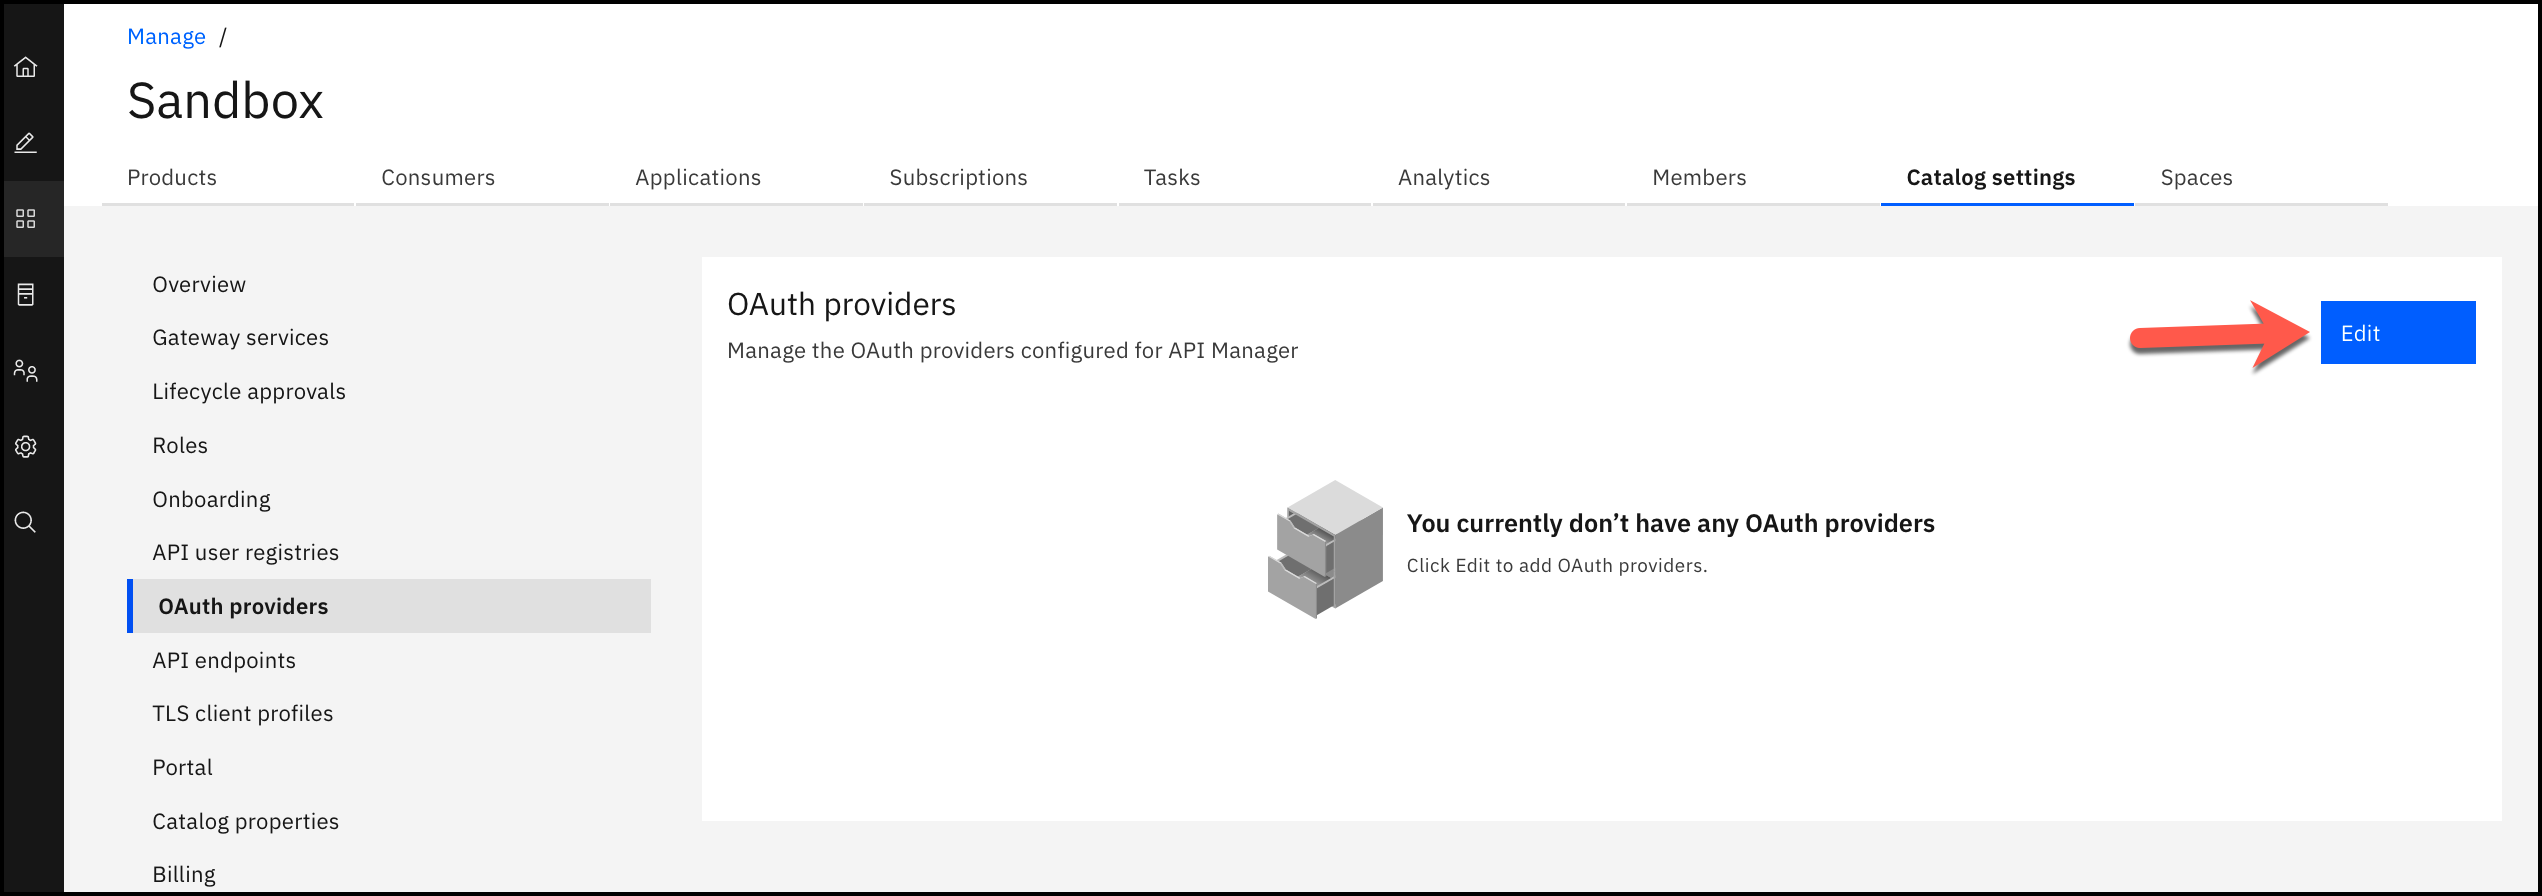 Manage /
Sandbox
Products Consumers Applications Subscriptions Tasks Analytics Members Catalog settings Spaces
Overview
Gateway services
Lifecycle approvals
Roles
Onboarding
API user registries
OAuth providers
API endpoints
TLS client profiles
Portal
Catalog properties
Billing
OAuth providers
Manage the OAuth providers configured for API Manager
Edit
You currently don’t have any OAuth providers
Click Edit to add OAuth providers.